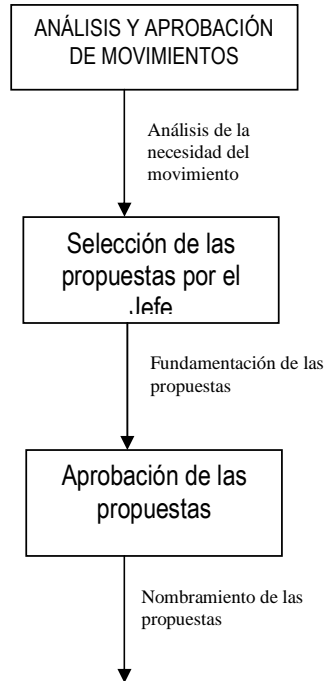 ANÁLISIS Y APROBACIÓN
DE MOVIMIENTOS
Análisis de la
necesidad del
movimiento
Selección de las
propuestas por el
Jefe
Fundamentación de las
propuestas
Aprobación de las
propuestas
Nombramiento de las
propuestas